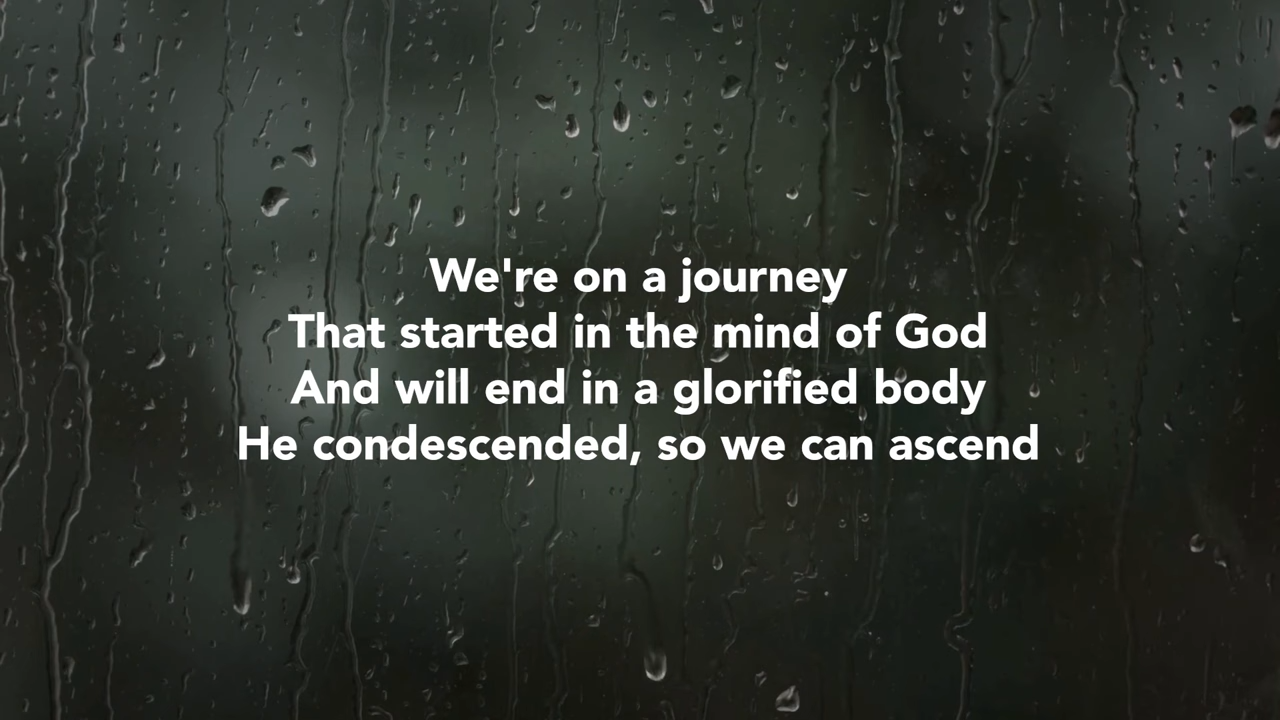 We're on a journey
That started in the mind of God
And will end in a glorified body
He condescended, so we can ascend